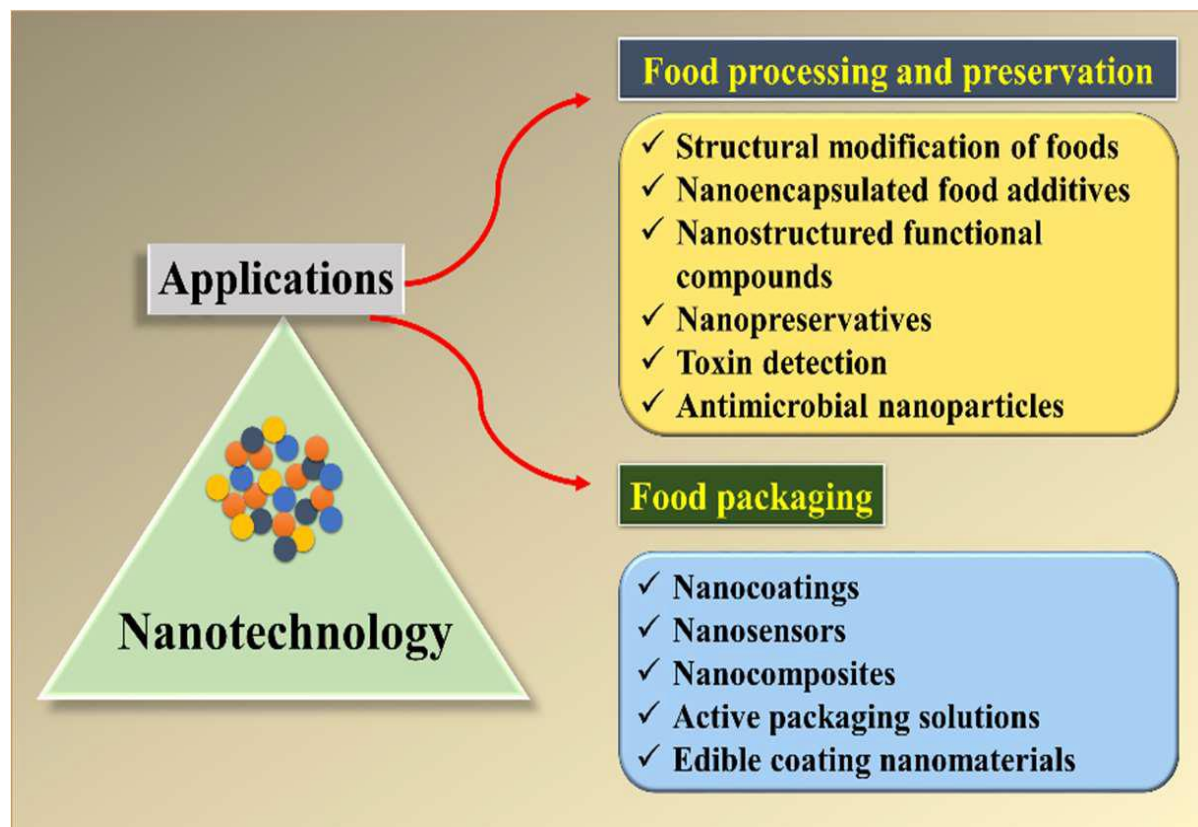 Food processing and preservation
✓ Structural modification of foods
✓ Nanoencapsulated food additives
✓ Nanostructured functional
compounds
✓ Nanopreservatives
✓ Toxin detection
✓ Antimicrobial nanoparticles
Applications
Nanotechnology
Food packaging
✓ Nanocoatings
✓ Nanosensors
✓ Nanocomposites
✓ Active packaging solutions
✓ Edible coating nanomaterials